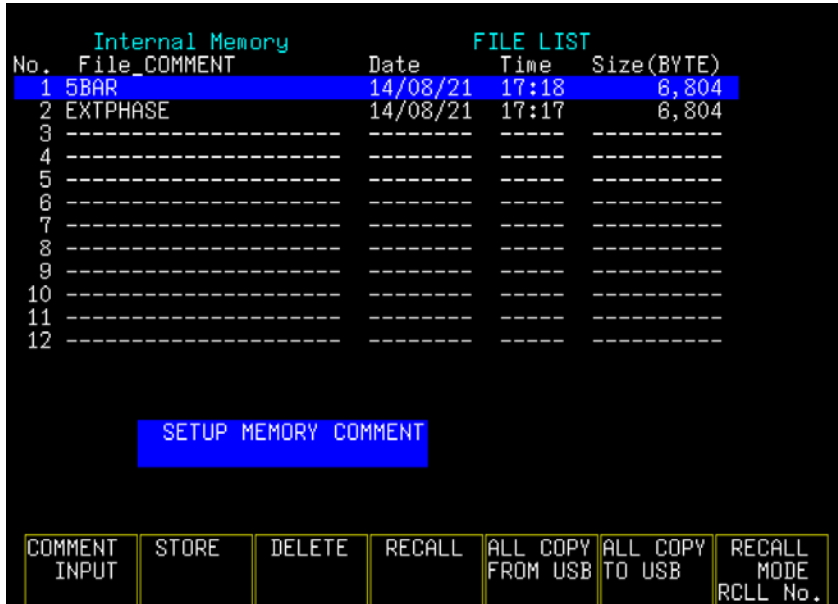 Internal Memory FILE LIST
No. File_COMMENT Date Time Size(BYTE)
1 5BAR 14/08/21 17:18 6,804
2 EXTPHASE 14/08/21 17:17 6,804
3 --------------------- -------- ----- ----------
4 --------------------- -------- ----- ----------
5 --------------------- -------- ----- ----------
6 --------------------- -------- ----- ----------
7 --------------------- -------- ----- ----------
8 --------------------- -------- ----- ----------
9 --------------------- -------- ----- ----------
10 --------------------- -------- ----- ----------
11 --------------------- -------- ----- ----------
12 --------------------- -------- ----- ----------
SETUP MEMORY COMMENT
COMMENT STORE DELETE RECALL ALL COPY ALL COPY RECALL
INPUT FROM USB TO USB MODE
RCLL No.